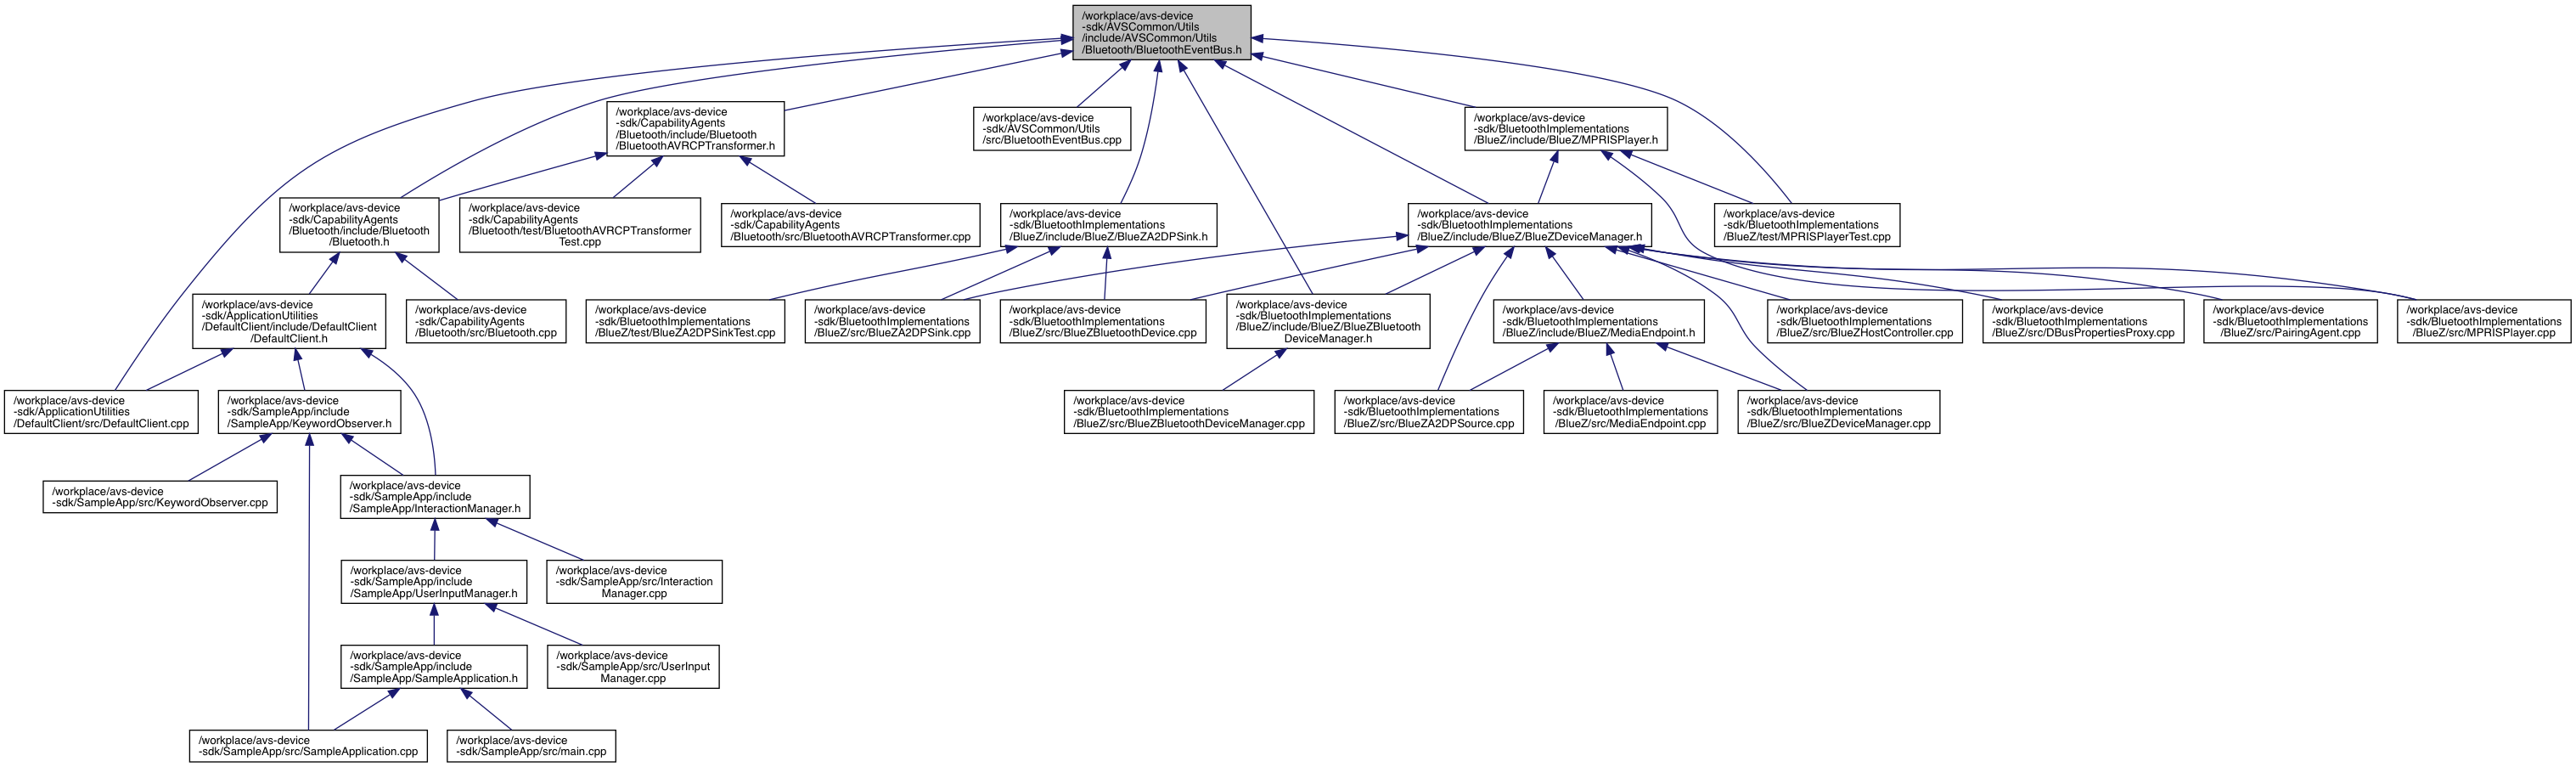 /workplace/avs-device
-sdk/AVSCommon/Utils
/include/AVSCommon/Utils
/Bluetooth/BluetoothEventBus.h
/workplace/avs-device
-sdk/CapabilityAgents
/Bluetooth/include/Bluetooth
/BluetoothAVRCPTransformer.h
/workplace/avs-device
-sdk/AVSCommon/Utils
/src/BluetoothEventBus.cpp
/workplace/avs-device
-sdk/BluetoothImplementations
/BlueZ/include/BlueZ/MPRISPlayer.h
/workplace/avs-device
-sdk/CapabilityAgents
/Bluetooth/include/Bluetooth
/Bluetooth.h
/workplace/avs-device
-sdk/CapabilityAgents
/Bluetooth/test/BluetoothAVRCPTransformer
Test.cpp
/workplace/avs-device
-sdk/CapabilityAgents
/Bluetooth/src/BluetoothAVRCPTransformer.cpp
/workplace/avs-device
-sdk/BluetoothImplementations
/BlueZ/include/BlueZ/BlueZA2DPSink.h
/workplace/avs-device
-sdk/BluetoothImplementations
/BlueZ/include/BlueZ/BlueZDeviceManager.h
/workplace/avs-device
-sdk/BluetoothImplementations
/BlueZ/test/MPRISPlayerTest.cpp
/workplace/avs-device
-sdk/ApplicationUtilities
/DefaultClient/include/DefaultClient
/DefaultClient.h
/workplace/avs-device
-sdk/CapabilityAgents
/Bluetooth/src/Bluetooth.cpp
/workplace/avs-device
-sdk/BluetoothImplementations
/BlueZ/test/BlueZA2DPSinkTest.cpp
/workplace/avs-device
-sdk/BluetoothImplementations
/BlueZ/src/BlueZA2DPSink.cpp
/workplace/avs-device
-sdk/BluetoothImplementations
/BlueZ/src/BlueZBluetoothDevice.cpp
/workplace/avs-device
-sdk/BluetoothImplementations
/BlueZ/include/BlueZ/BlueZBluetooth
DeviceManager.h
/workplace/avs-device
-sdk/BluetoothImplementations
/BlueZ/include/BlueZ/MediaEndpoint.h
/workplace/avs-device
-sdk/BluetoothImplementations
/BlueZ/src/BlueZHostController.cpp
/workplace/avs-device
-sdk/BluetoothImplementations
/BlueZ/src/DBusPropertiesProxy.cpp
/workplace/avs-device
-sdk/BluetoothImplementations
/BlueZ/src/PairingAgent.cpp
/workplace/avs-device
-sdk/BluetoothImplementations
/BlueZ/src/MPRISPlayer.cpp
/workplace/avs-device
-sdk/ApplicationUtilities
/DefaultClient/src/DefaultClient.cpp
/workplace/avs-device
-sdk/SampleApp/include
/SampleApp/KeywordObserver.h
/workplace/avs-device
-sdk/BluetoothImplementations
/BlueZ/src/BlueZBluetoothDeviceManager.cpp
/workplace/avs-device
-sdk/BluetoothImplementations
/BlueZ/src/BlueZA2DPSource.cpp
/workplace/avs-device
-sdk/BluetoothImplementations
/BlueZ/src/MediaEndpoint.cpp
/workplace/avs-device
-sdk/BluetoothImplementations
/BlueZ/src/BlueZDeviceManager.cpp
/workplace/avs-device
-sdk/SampleApp/src/KeywordObserver.cpp
/workplace/avs-device
-sdk/SampleApp/include
/SampleApp/InteractionManager.h
/workplace/avs-device
-sdk/SampleApp/include
/SampleApp/UserInputManager.h
/workplace/avs-device
-sdk/SampleApp/src/Interaction
Manager.cpp
/workplace/avs-device
-sdk/SampleApp/include
/SampleApp/SampleApplication.h
/workplace/avs-device
-sdk/SampleApp/src/UserInput
Manager.cpp
/workplace/avs-device
-sdk/SampleApp/src/SampleApplication.cpp
/workplace/avs-device
-sdk/SampleApp/src/main.cpp